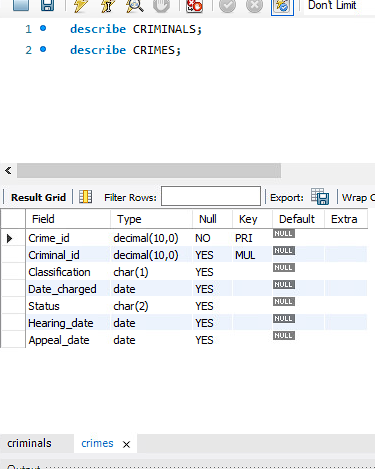 Don't Limit
1 describe CRIMINALS;
2 describe CRIMES;
Result Grid Filter Rows: Export: Wrap C
Field Type Null Key Default Extra
Crime_id decimal(10,0) NO PRI NULL
Criminal_id decimal(10,0) YES MUL NULL
Classification char(1) YES NULL
Date_charged date YES NULL
Status char(2) YES NULL
Hearing_date date YES NULL
Appeal_date date YES NULL
criminals crimes ×
Output